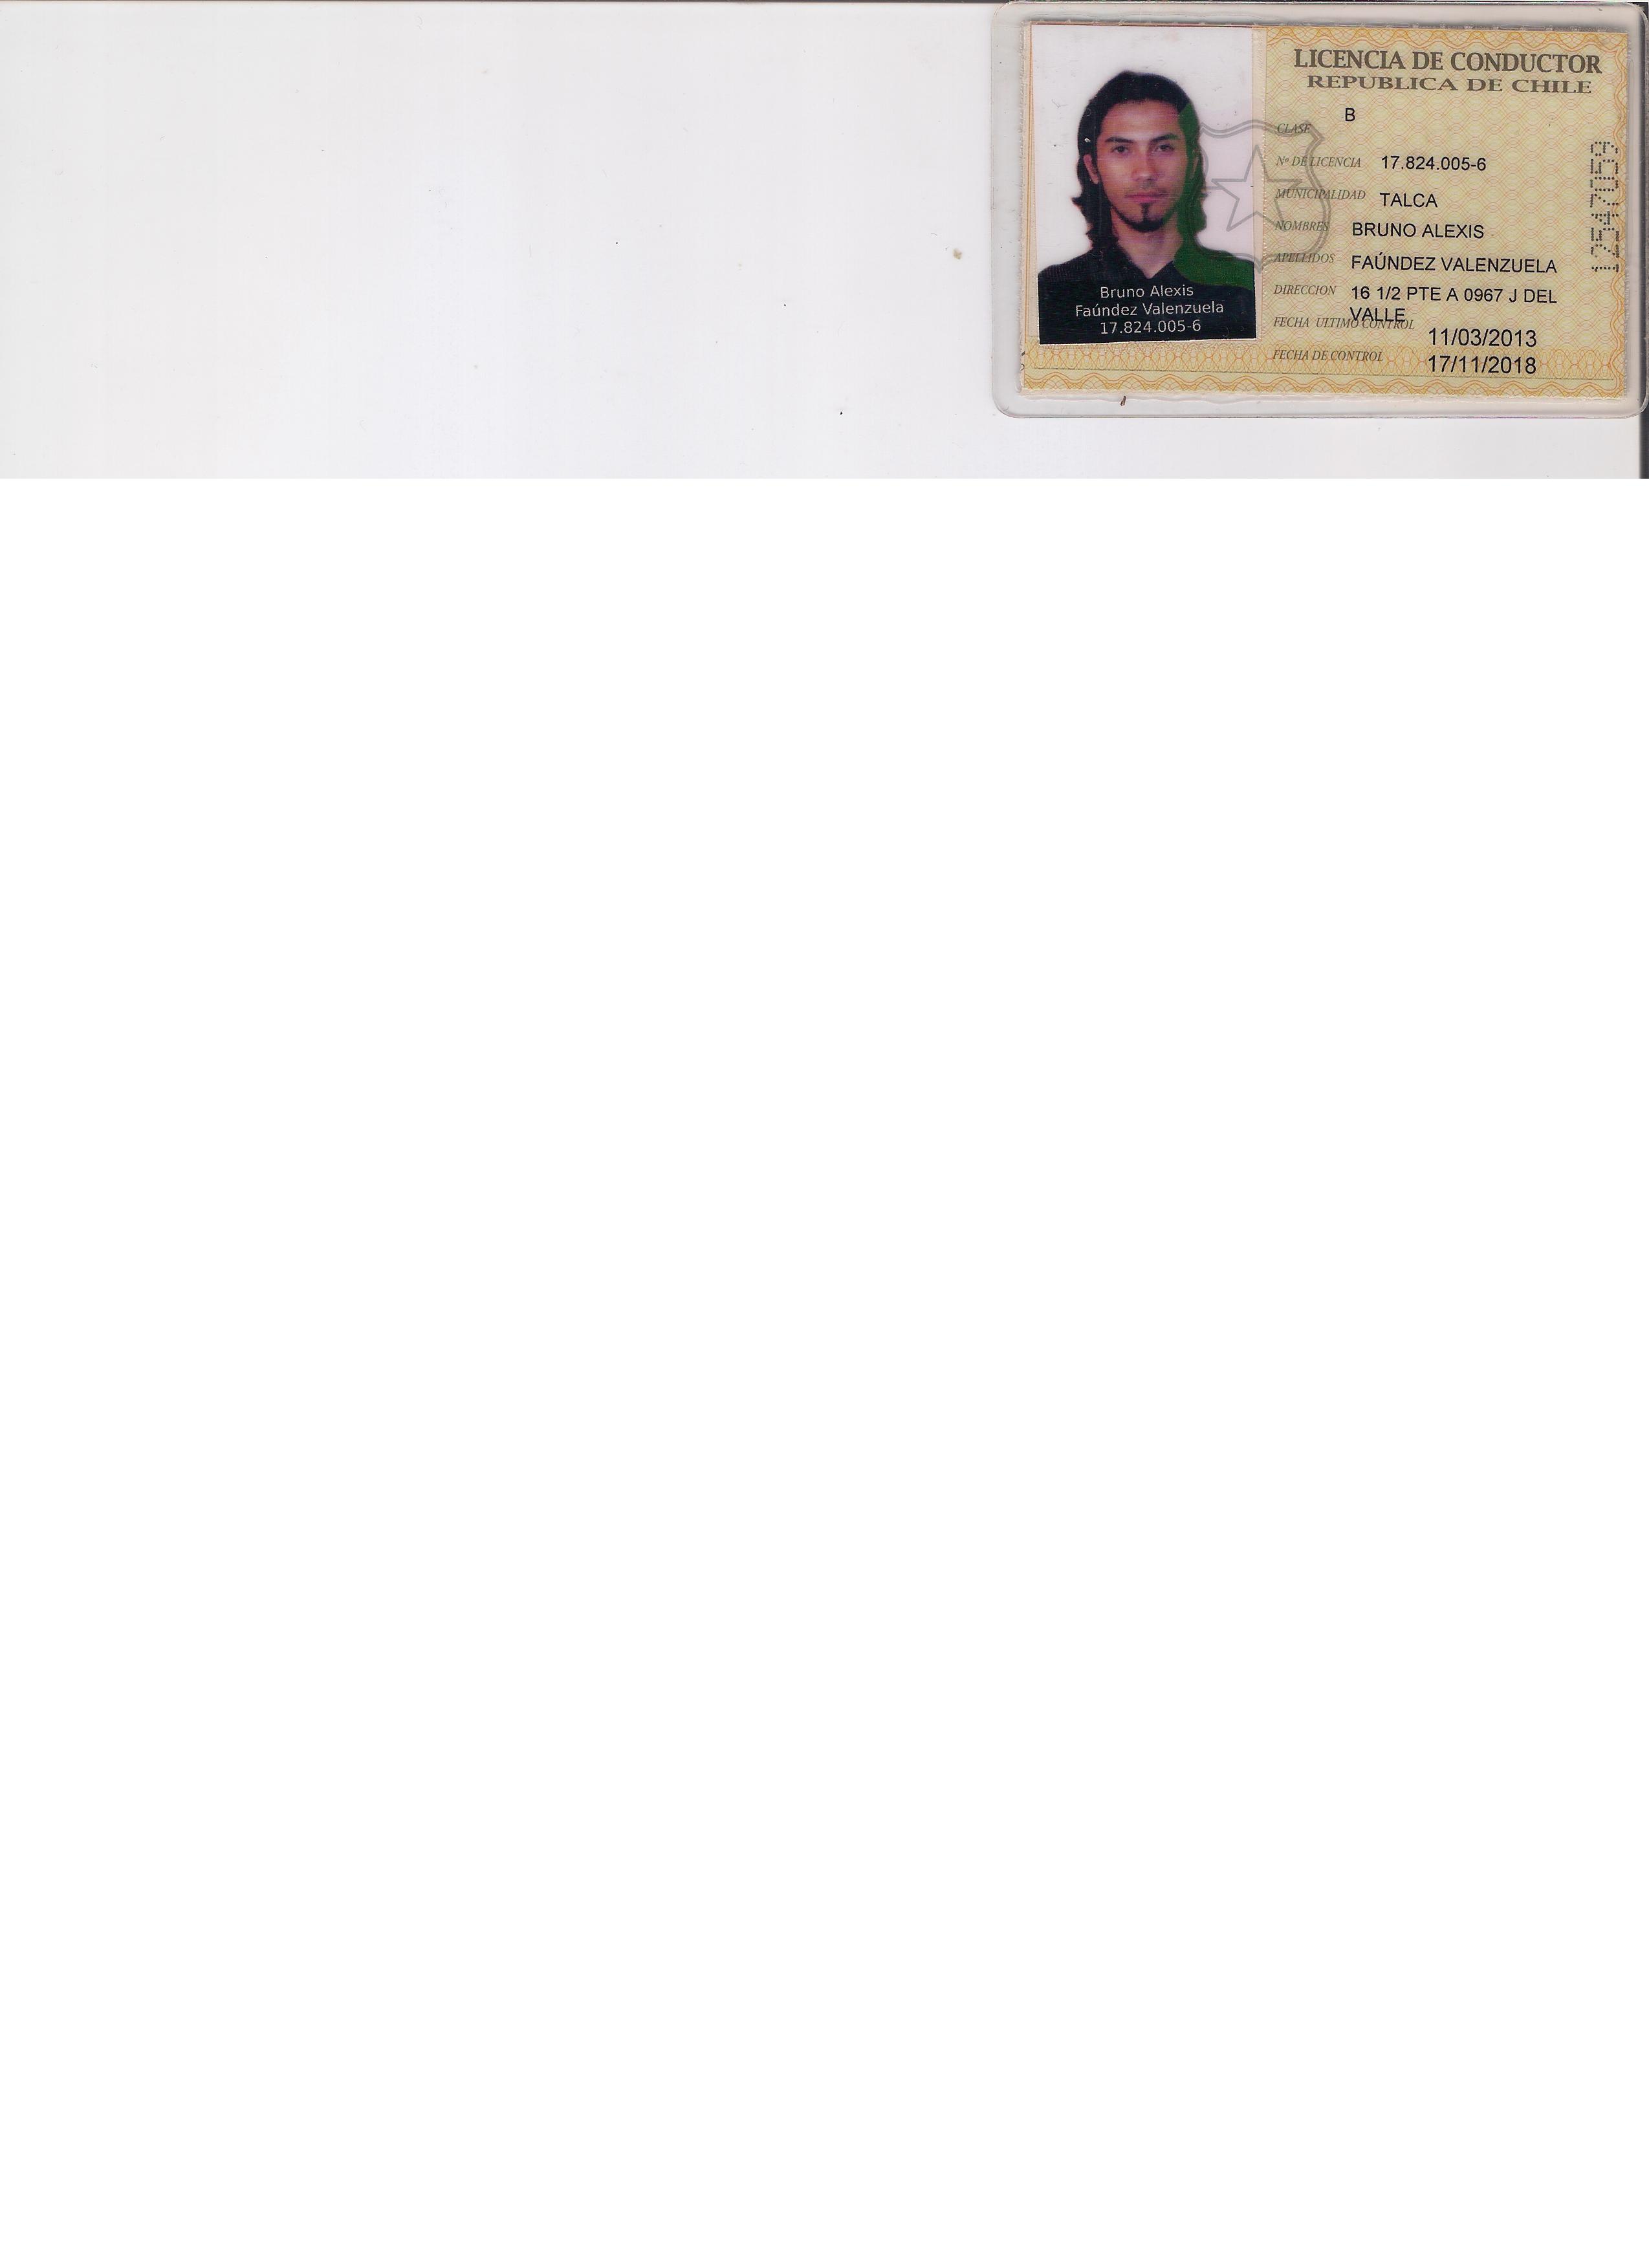 LICENCIA DE CONDUCTOR
REPUBLICA DE CHILE
CLASE B
Nº DE LICENCIA 17.824.005-6
MUNICIPALIDAD TALCA
NOMBRES BRUNO ALEXIS
APELLIDOS FAÚNDEZ VALENZUELA
DIRECCION 16 1/2 PTE A 0967 J DEL
VALLE
FECHA ULTIMO CONTROL 11/03/2013
FECHA DE CONTROL 17/11/2018
12547059
Bruno Alexis
Faúndez Valenzuela
17.824.005-6